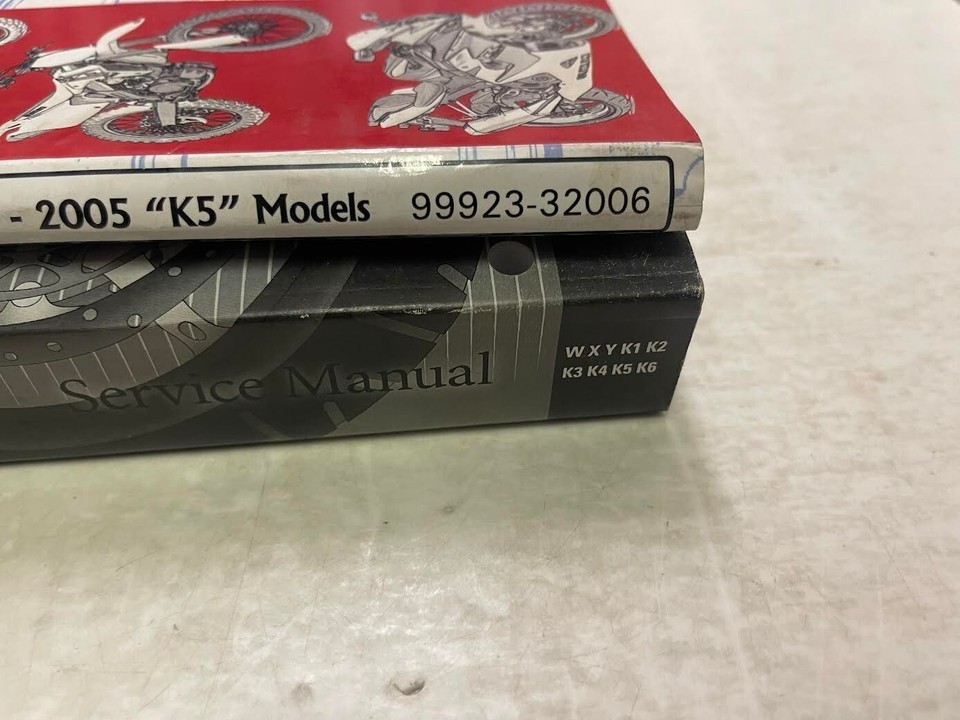 - 2005 “K5” Models 99923-32006
Service Manual
W X Y K1 K2
K3 K4 K5 K6